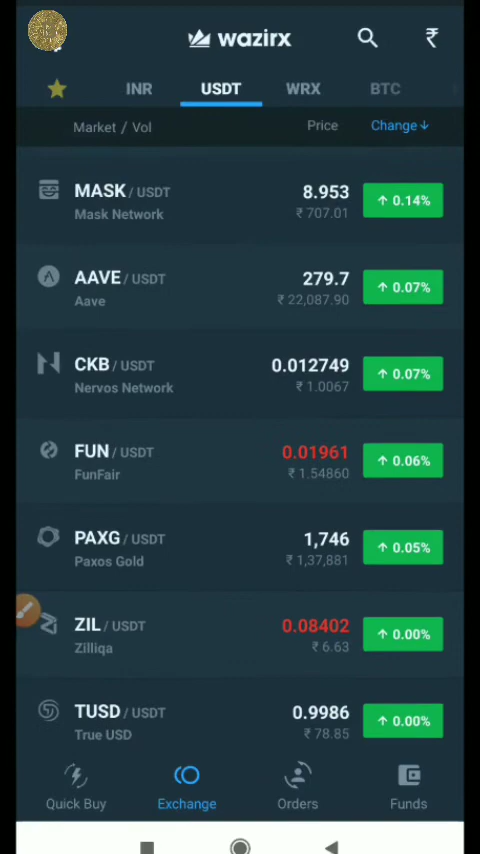 wazirx ₹
INR USDT WRX BTC
Market / Vol Price Change↓
MASK / USDT 8.953 ↑ 0.14%
Mask Network ₹ 707.01
AAVE / USDT 279.7 ↑ 0.07%
Aave ₹ 22,087.90
CKB / USDT 0.012749 ↑ 0.07%
Nervos Network ₹ 1.0067
FUN / USDT 0.01961 ↑ 0.06%
FunFair ₹ 1.54860
PAXG / USDT 1,746 ↑ 0.05%
Paxos Gold ₹ 1,37,881
ZIL / USDT 0.08402 ↑ 0.00%
Zilliqa ₹ 6.63
TUSD / USDT 0.9986 ↑ 0.00%
True USD ₹ 78.85
Quick Buy Exchange Orders Funds